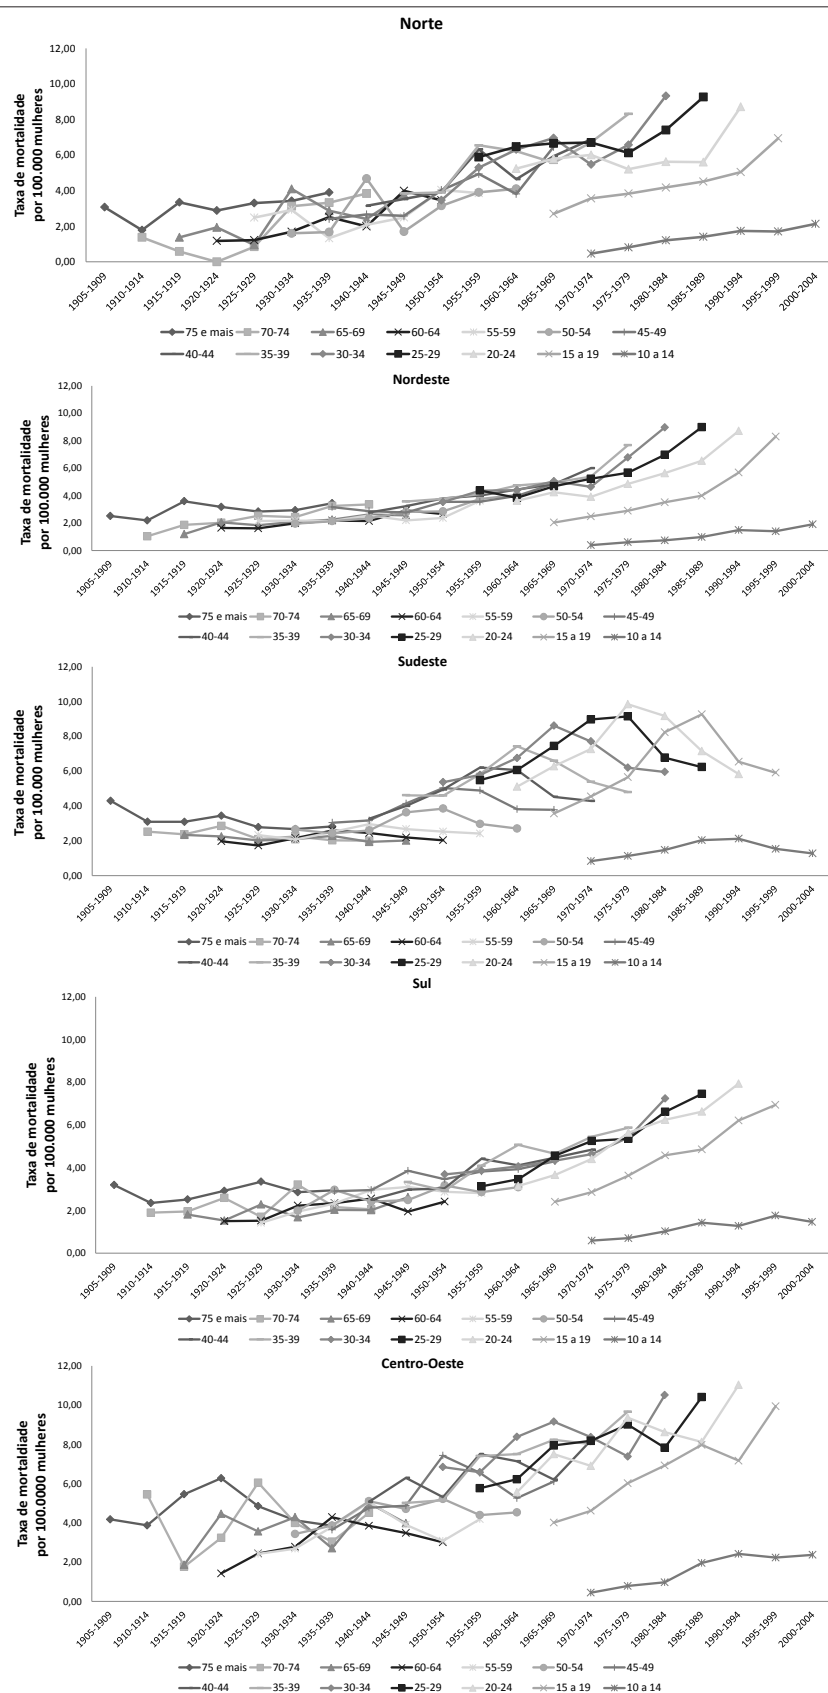 Norte
Taxa de mortalidade
por 100.000 mulheres
12,00
10,00
8,00
6,00
4,00
2,00
0,00
1905-1909 1910-1914 1915-1919 1920-1924 1925-1929 1930-1934 1935-1939 1940-1944 1945-1949 1950-1954 1955-1959 1960-1964 1965-1969 1970-1974 1975-1979 1980-1984 1985-1989 1990-1994 1995-1999 2000-2004
75 e mais 70-74 65-69 60-64 55-59 50-54 45-49
40-44 35-39 30-34 25-29 20-24 15 a 19 10 a 14
Nordeste
Taxa de mortalidade
por 100.000 mulheres
12,00
10,00
8,00
6,00
4,00
2,00
0,00
1905-1909 1910-1914 1915-1919 1920-1924 1925-1929 1930-1934 1935-1939 1940-1944 1945-1949 1950-1954 1955-1959 1960-1964 1965-1969 1970-1974 1975-1979 1980-1984 1985-1989 1990-1994 1995-1999 2000-2004
75 e mais 70-74 65-69 60-64 55-59 50-54 45-49
40-44 35-39 30-34 25-29 20-24 15 a 19 10 a 14
Sudeste
Taxa de mortalidade
por 100.000 mulheres
12,00
10,00
8,00
6,00
4,00
2,00
0,00
1905-1909 1910-1914 1915-1919 1920-1924 1925-1929 1930-1934 1935-1939 1940-1944 1945-1949 1950-1954 1955-1959 1960-1964 1965-1969 1970-1974 1975-1979 1980-1984 1985-1989 1990-1994 1995-1999 2000-2004
75 e mais 70-74 65-69 60-64 55-59 50-54 45-49
40-44 35-39 30-34 25-29 20-24 15 a 19 10 a 14
Sul
Taxa de mortalidade
por 100.000 mulheres
12,00
10,00
8,00
6,00
4,00
2,00
0,00
1905-1909 1910-1914 1915-1919 1920-1924 1925-1929 1930-1934 1935-1939 1940-1944 1945-1949 1950-1954 1955-1959 1960-1964 1965-1969 1970-1974 1975-1979 1980-1984 1985-1989 1990-1994 1995-1999 2000-2004
75 e mais 70-74 65-69 60-64 55-59 50-54 45-49
40-44 35-39 30-34 25-29 20-24 15 a 19 10 a 14
Centro-Oeste
Taxa de mortaldiade
por 100.0000 mulheres
12,00
10,00
8,00
6,00
4,00
2,00
0,00
1905-1909 1910-1914 1915-1919 1920-1924 1925-1929 1930-1934 1935-1939 1940-1944 1945-1949 1950-1954 1955-1959 1960-1964 1965-1969 1970-1974 1975-1979 1980-1984 1985-1989 1990-1994 1995-1999 2000-2004
75 e mais 70-74 65-69 60-64 55-59 50-54 45-49
40-44 35-39 30-34 25-29 20-24 15 a 19 10 a 14